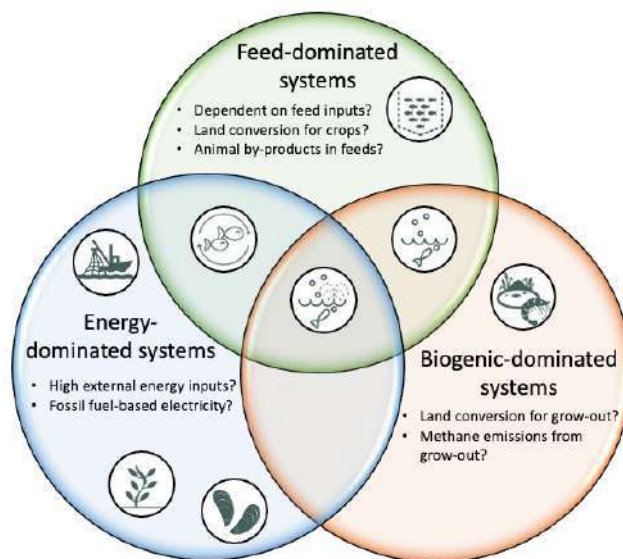 Feed-dominated
systems
• Dependent on feed inputs?
• Land conversion for crops?
• Animal by-products in feeds?
Energy-
dominated systems
• High external energy inputs?
• Fossil fuel-based electricity?
Biogenic-dominated
systems
• Land conversion for grow-out?
• Methane emissions from
grow-out?